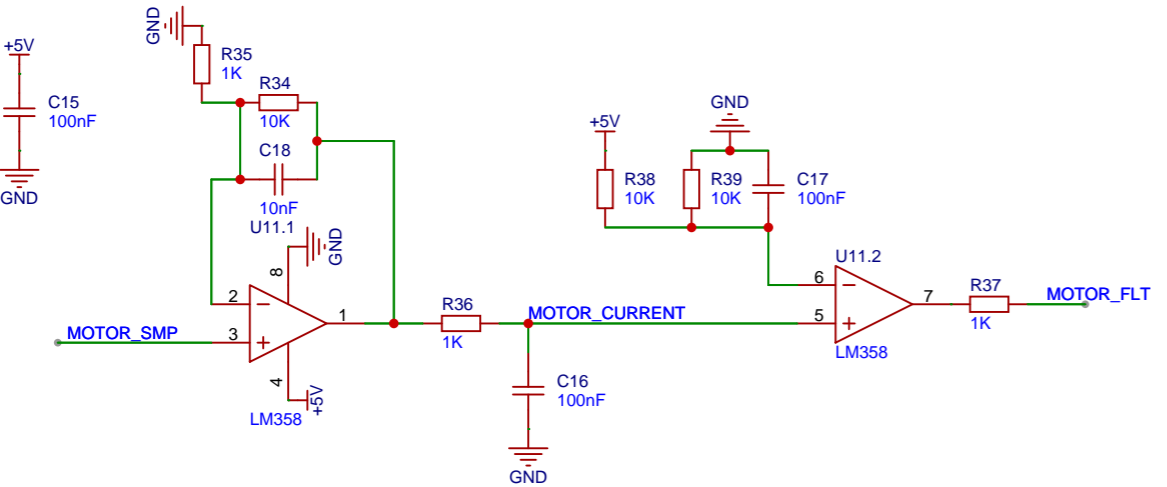 GND
+5V
C15
100nF
GND
R35
1K
R34
10K
C18
10nF
U11.1
8
GND
2
3
1
4
+5V
LM358
MOTOR_SMP
R36
1K
MOTOR_CURRENT
C16
100nF
GND
+5V
R38
10K
GND
R39
10K
C17
100nF
U11.2
6
5
7
LM358
R37
1K
MOTOR_FLT